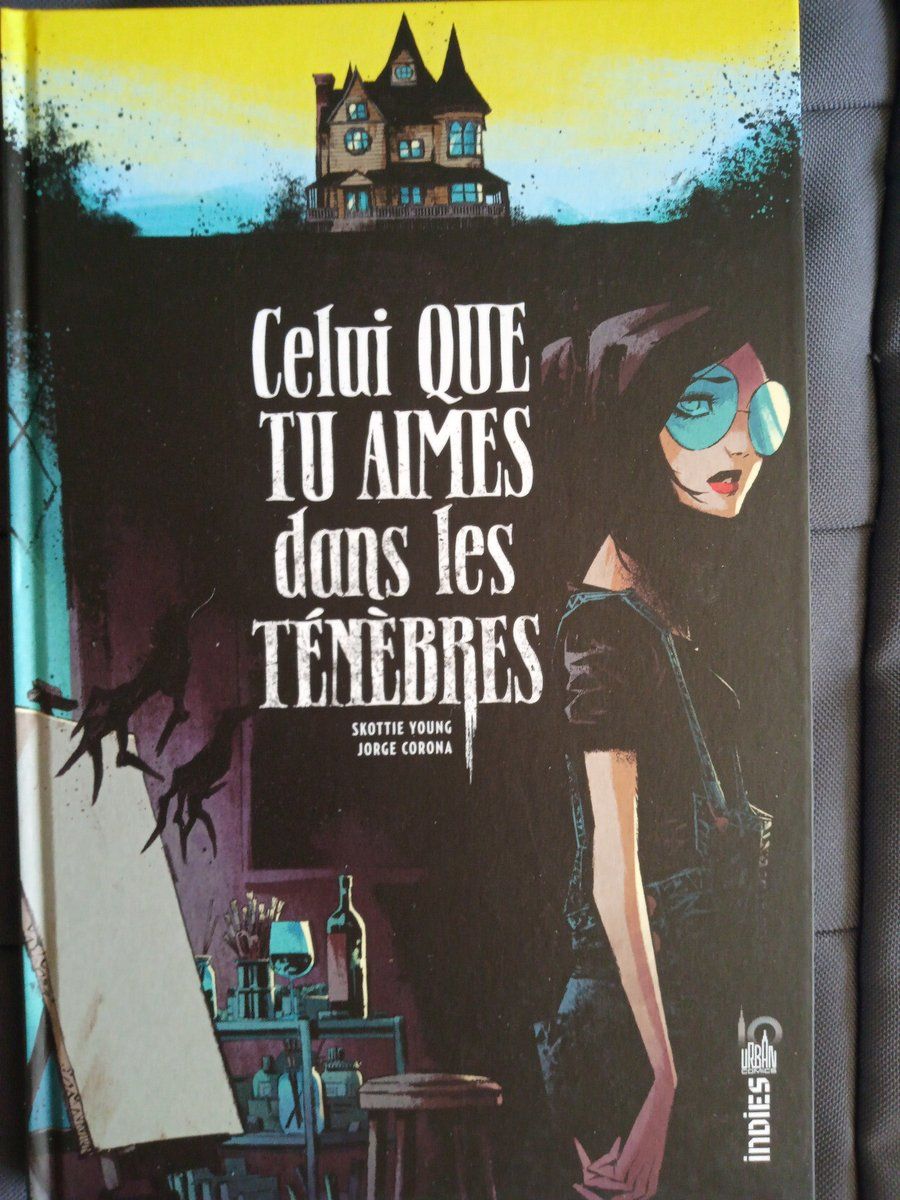 Celui QUE
TU AIMES
dans les
TÉNÈBRES
SKOTTIE YOUNG
JORGE CORONA
URBAN
COMICS
INDIES